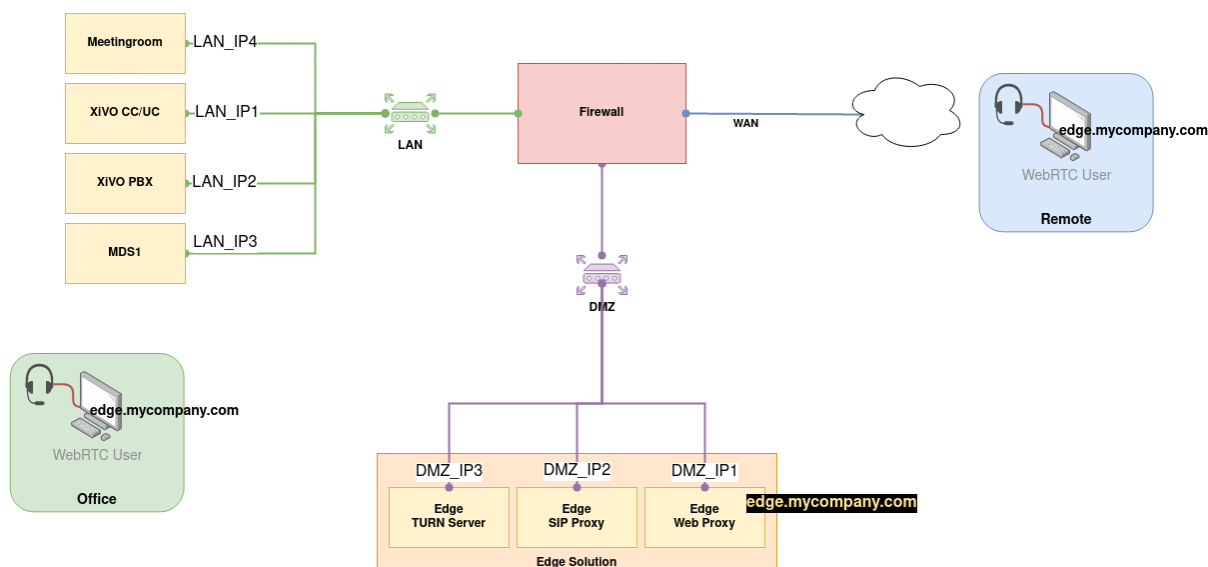 Meetingroom
LAN_IP4
XiVO CC/UC
LAN_IP1
XiVO PBX
LAN_IP2
MDS1
LAN_IP3
LAN
Firewall
WAN
edge.mycompany.com
WebRTC User
Remote
DMZ
edge.mycompany.com
WebRTC User
Office
DMZ_IP3
DMZ_IP2
DMZ_IP1
Edge
TURN Server
Edge
SIP Proxy
Edge
Web Proxy
edge.mycompany.com
Edge Solution